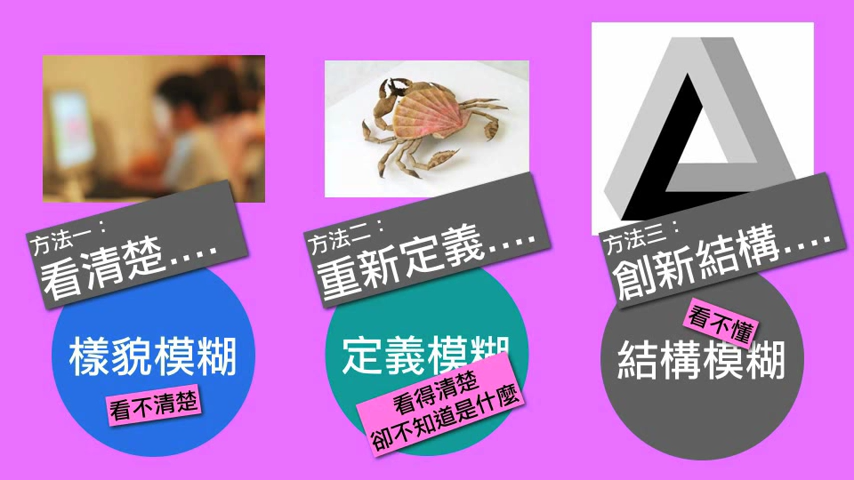 方法一：
看清楚....
樣貌模糊
看不清楚
方法二：
重新定義....
定義模糊
看得清楚
卻不知道是什麼
方法三：
創新結構....
看不懂
結構模糊